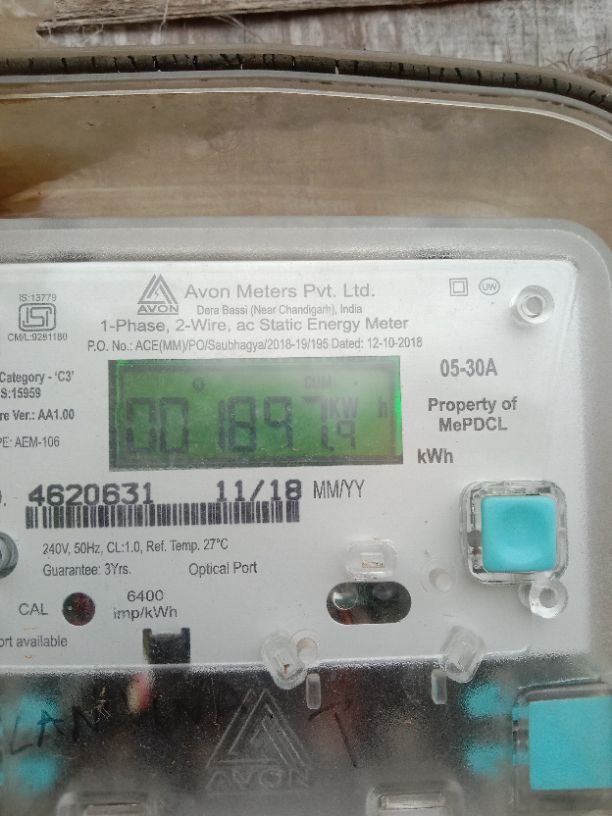 IS:13779
CM/L:9281180
AVON
Avon Meters Pvt. Ltd.
Dera Bassi (Near Chandigarh), India
1-Phase, 2-Wire, ac Static Energy Meter
P.O. No.: ACE(MM)/PO/Saubhagya/2018-19/195 Dated: 12-10-2018
UW
Category - 'C3'
S:15959
re Ver.: AA1.00
PE: AEM-106
CUM
001897.9 KW h
kWh
05-30A
Property of
MePDCL
4620631 11/18 MM/YY
240V, 50Hz, CL:1.0, Ref. Temp. 27°C
Guarantee: 3Yrs. Optical Port
CAL
6400
imp/kWh
ort available
AVON